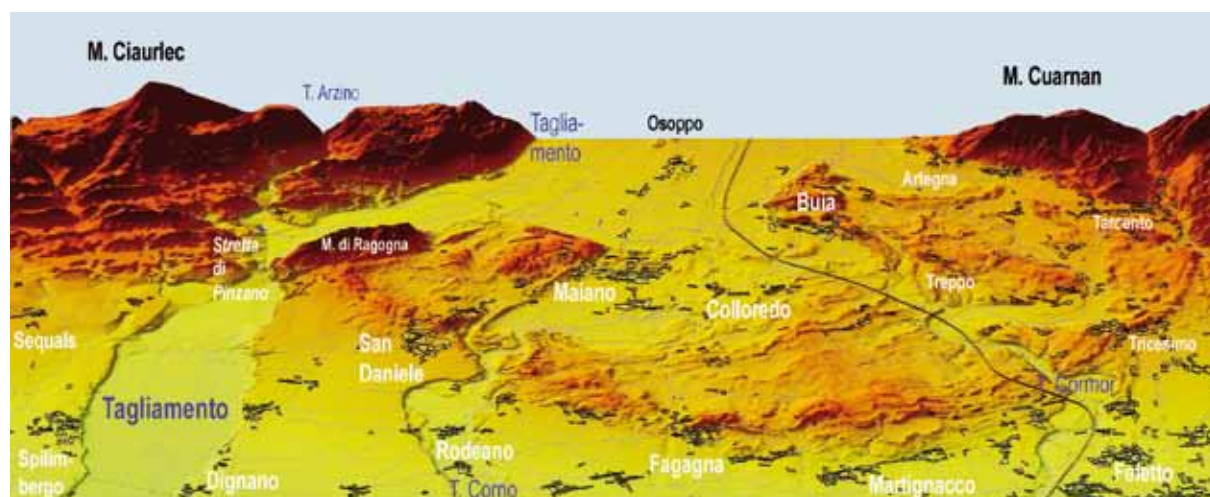 M. Ciaurlec
M. Cuarnan
T. Arzino
Taglia-
mento
Osoppo
Artegna
Buia
Tarcento
Stretta
di
Pinzano
M. di Ragogna
Maiano
Treppo
Colloredo
Sequals
San
Daniele
Tricesimo
T. Cormor
Tagliamento
Rodeano
Spilim-
bergo
Dignano
T. Corno
Fagagna
Martignacco
Faletto